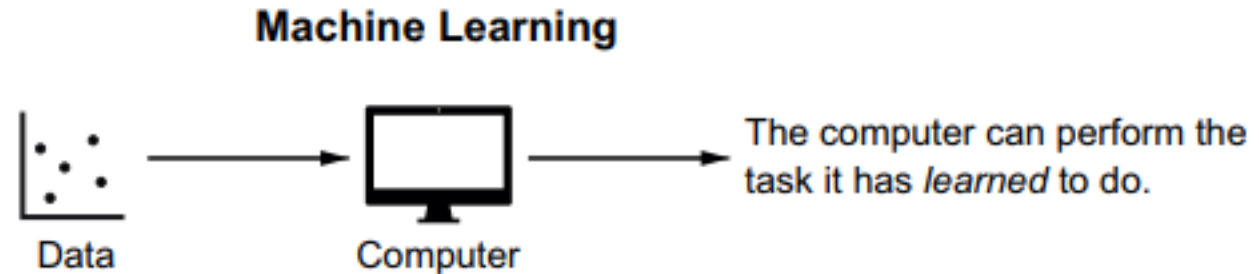 Machine Learning
The computer can perform the
task it has learned to do.
Data
Computer